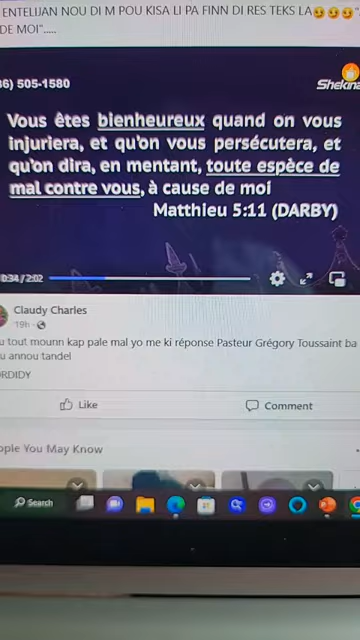 ENTELIJAN NOU DI M POU KISA LI PA FINN DI RES TEKS LA😏😏😏"
DE MOI".....
6) 505-1580
Shekina
Vous êtes bienheureux quand on vous
injuriera, et qu'on vous persécutera, et
qu'on dira, en mentant, toute espèce de
mal contre vous, à cause de moi
Matthieu 5:11 (DARBY)
0:34 / 2:02
Claudy Charles
19h
u tout mounn kap pale mal yo me ki réponse Pasteur Grégory Toussaint ba
u annou tandel
RDIDY
Like
Comment
ople You May Know
Search